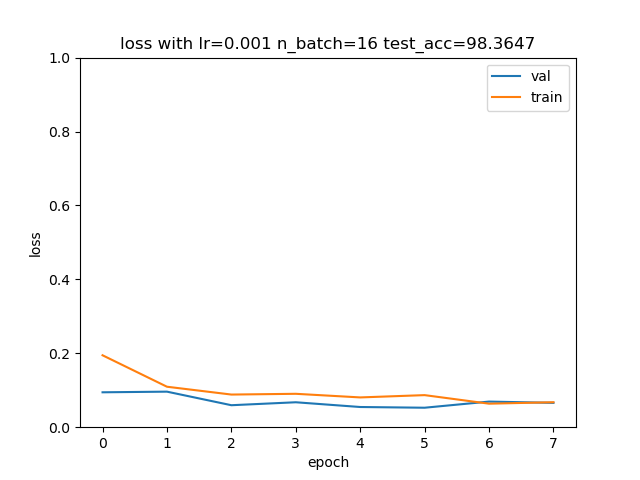 loss with lr=0.001 n_batch=16 test_acc=98.3647
val
train
1.0
0.8
0.6
0.4
0.2
0.0
loss
0 1 2 3 4 5 6 7
epoch